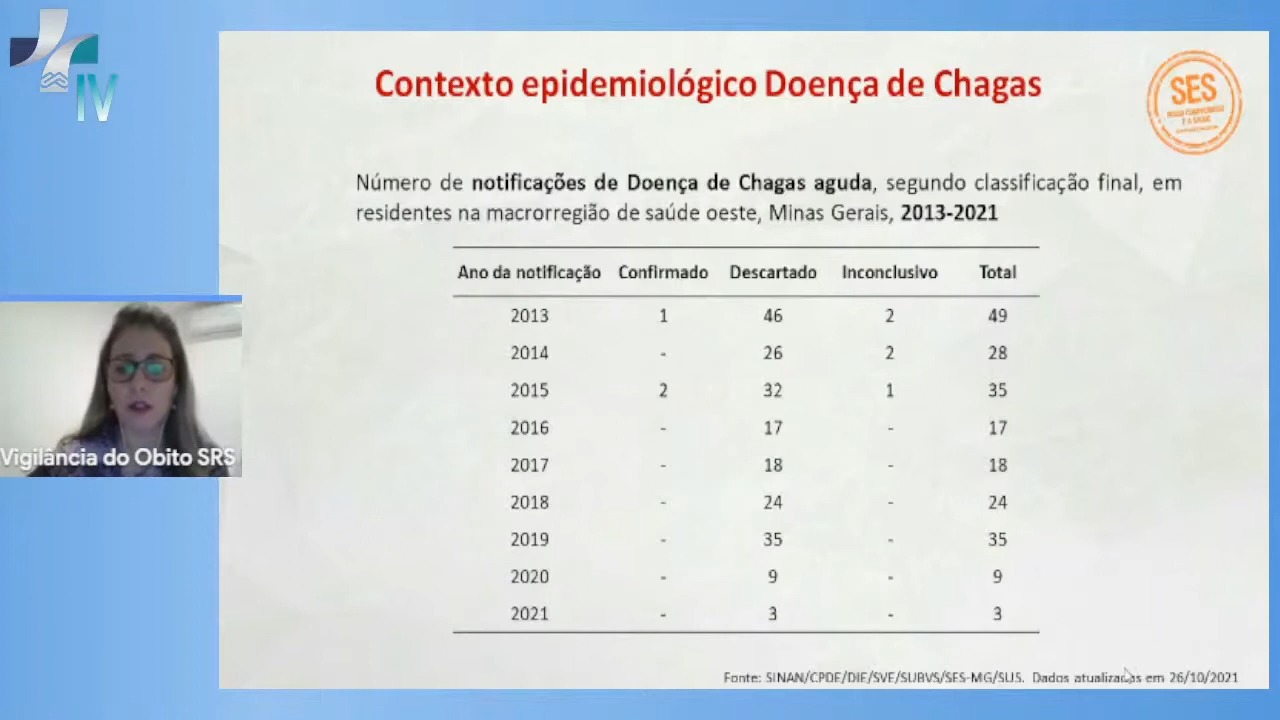 IV
Contexto epidemiológico Doença de Chagas
SES
Número de notificações de Doença de Chagas aguda, segundo classificação final, em
residentes na macrorregião de saúde oeste, Minas Gerais, 2013-2021
Ano da notificação Confirmado Descartado Inconclusivo Total
2013 1 46 2 49
2014 - 26 2 28
2015 2 32 1 35
2016 - 17 - 17
2017 - 18 - 18
2018 - 24 - 24
2019 - 35 - 35
2020 - 9 - 9
2021 - 3 - 3
Vigilância do Obito SRS
Fonte: SINAN/CPDE/DIE/SVE/SUBVS/SES-MG/SUS. Dados atualizadas em 26/10/2021